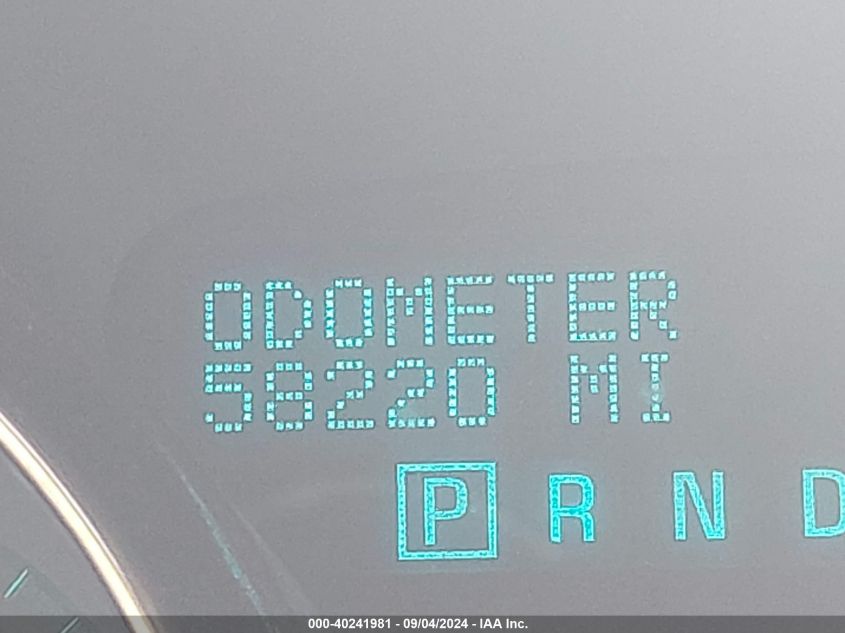 ODOMETER
58220 MI
P R N D
000-40241981 - 09/04/2024 - IAA Inc.